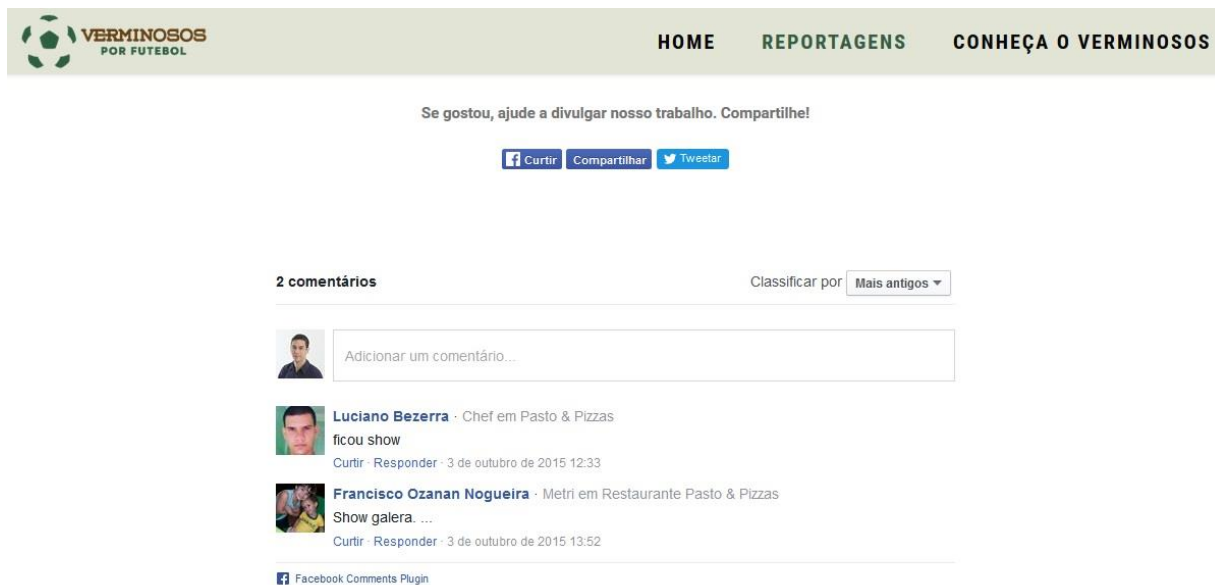 VERMINOSOS
POR FUTEBOL
HOME REPORTAGENS CONHEÇA O VERMINOSOS
Se gostou, ajude a divulgar nosso trabalho. Compartilhe!
Curtir Compartilhar Tweetar
2 comentários Classificar por Mais antigos
Adicionar um comentário...
Luciano Bezerra · Chef em Pasto & Pizzas
ficou show
Curtir · Responder · 3 de outubro de 2015 12:33
Francisco Ozanan Nogueira · Metri em Restaurante Pasto & Pizzas
Show galera. ...
Curtir · Responder · 3 de outubro de 2015 13:52
Facebook Comments Plugin